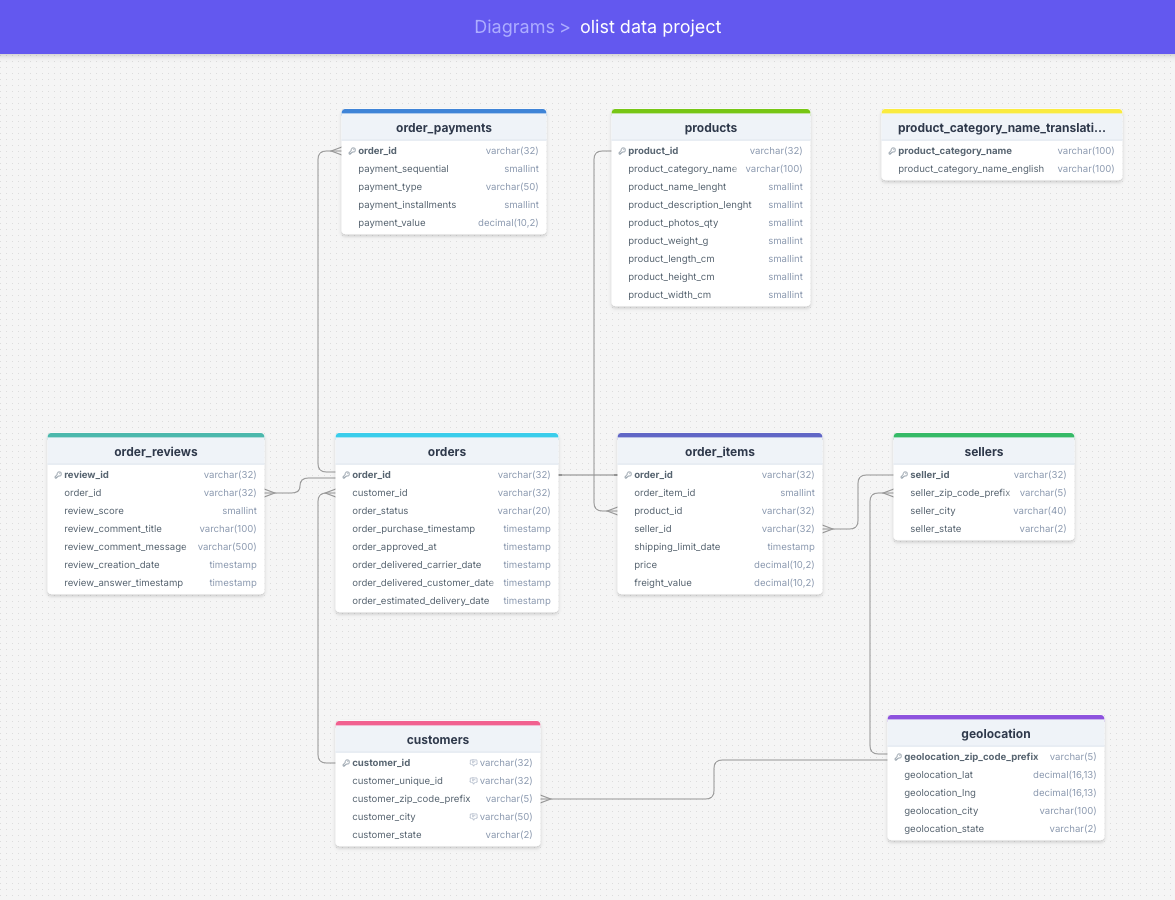 Diagrams > olist data project
order_payments
order_id varchar(32)
payment_sequential smallint
payment_type varchar(50)
payment_installments smallint
payment_value decimal(10,2)
products
product_id varchar(32)
product_category_name varchar(100)
product_name_lenght smallint
product_description_lenght smallint
product_photos_qty smallint
product_weight_g smallint
product_length_cm smallint
product_height_cm smallint
product_width_cm smallint
product_category_name_translati...
product_category_name varchar(100)
product_category_name_english varchar(100)
order_reviews
review_id varchar(32)
order_id varchar(32)
review_score smallint
review_comment_title varchar(100)
review_comment_message varchar(500)
review_creation_date timestamp
review_answer_timestamp timestamp
orders
order_id varchar(32)
customer_id varchar(32)
order_status varchar(20)
order_purchase_timestamp timestamp
order_approved_at timestamp
order_delivered_carrier_date timestamp
order_delivered_customer_date timestamp
order_estimated_delivery_date timestamp
order_items
order_id varchar(32)
order_item_id smallint
product_id varchar(32)
seller_id varchar(32)
shipping_limit_date timestamp
price decimal(10,2)
freight_value decimal(10,2)
sellers
seller_id varchar(32)
seller_zip_code_prefix varchar(5)
seller_city varchar(40)
seller_state varchar(2)
customers
customer_id varchar(32)
customer_unique_id varchar(32)
customer_zip_code_prefix varchar(5)
customer_city varchar(50)
customer_state varchar(2)
geolocation
geolocation_zip_code_prefix varchar(5)
geolocation_lat decimal(16,13)
geolocation_lng decimal(16,13)
geolocation_city varchar(100)
geolocation_state varchar(2)